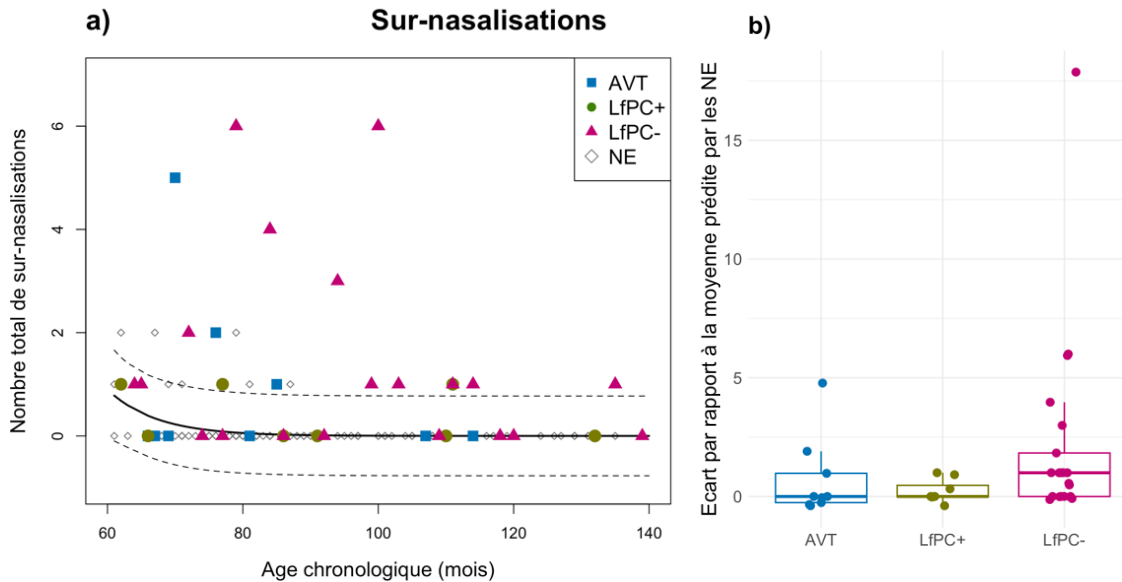 a)
Sur-nasalisations
Nombre total de sur-nasalisations
6
4
2
0
60
80
100
120
140
Age chronologique (mois)
AVT
LfPC+
LfPC-
NE
b)
Ecart par rapport à la moyenne prédite par les NE
15
10
5
0
AVT
LfPC+
LfPC-